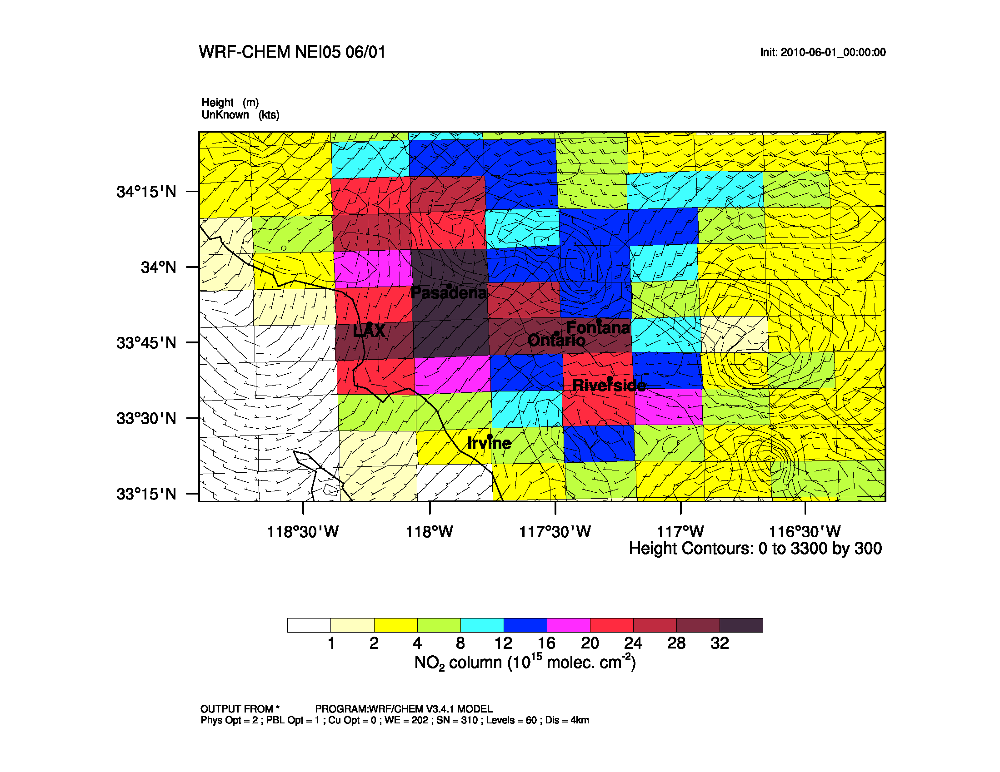 WRF-CHEM NEI05 06/01
Init: 2010-06-01_00:00:00
Height (m)
UnKnown (kts)
34°15'N
34°N
33°45'N
33°30'N
33°15'N
Pasadena
LAX
Fontana
Ontario
Riverside
Irvine
118°30'W 118°W 117°30'W 117°W 116°30'W
Height Contours: 0 to 3300 by 300
1 2 4 8 12 16 20 24 28 32
NO₂ column (10¹⁵ molec. cm⁻²)
OUTPUT FROM * PROGRAM:WRF/CHEM V3.4.1 MODEL
Phys Opt = 2 ; PBL Opt = 1 ; Cu Opt = 0 ; WE = 202 ; SN = 310 ; Levels = 60 ; Dis = 4km